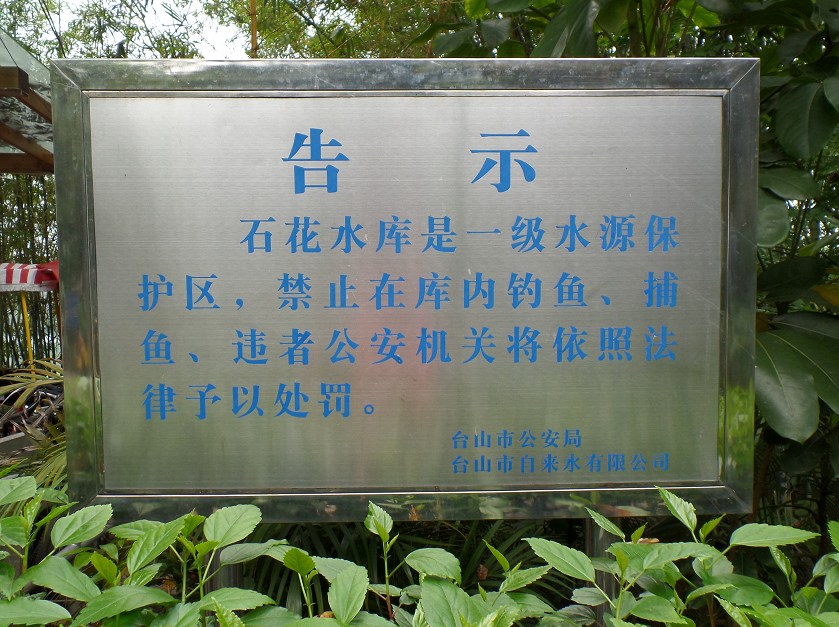 告 示
石花水库是一级水源保
护区，禁止在库内钓鱼、捕
鱼、违者公安机关将依照法
律予以处罚。
台山市公安局
台山市自来水有限公司